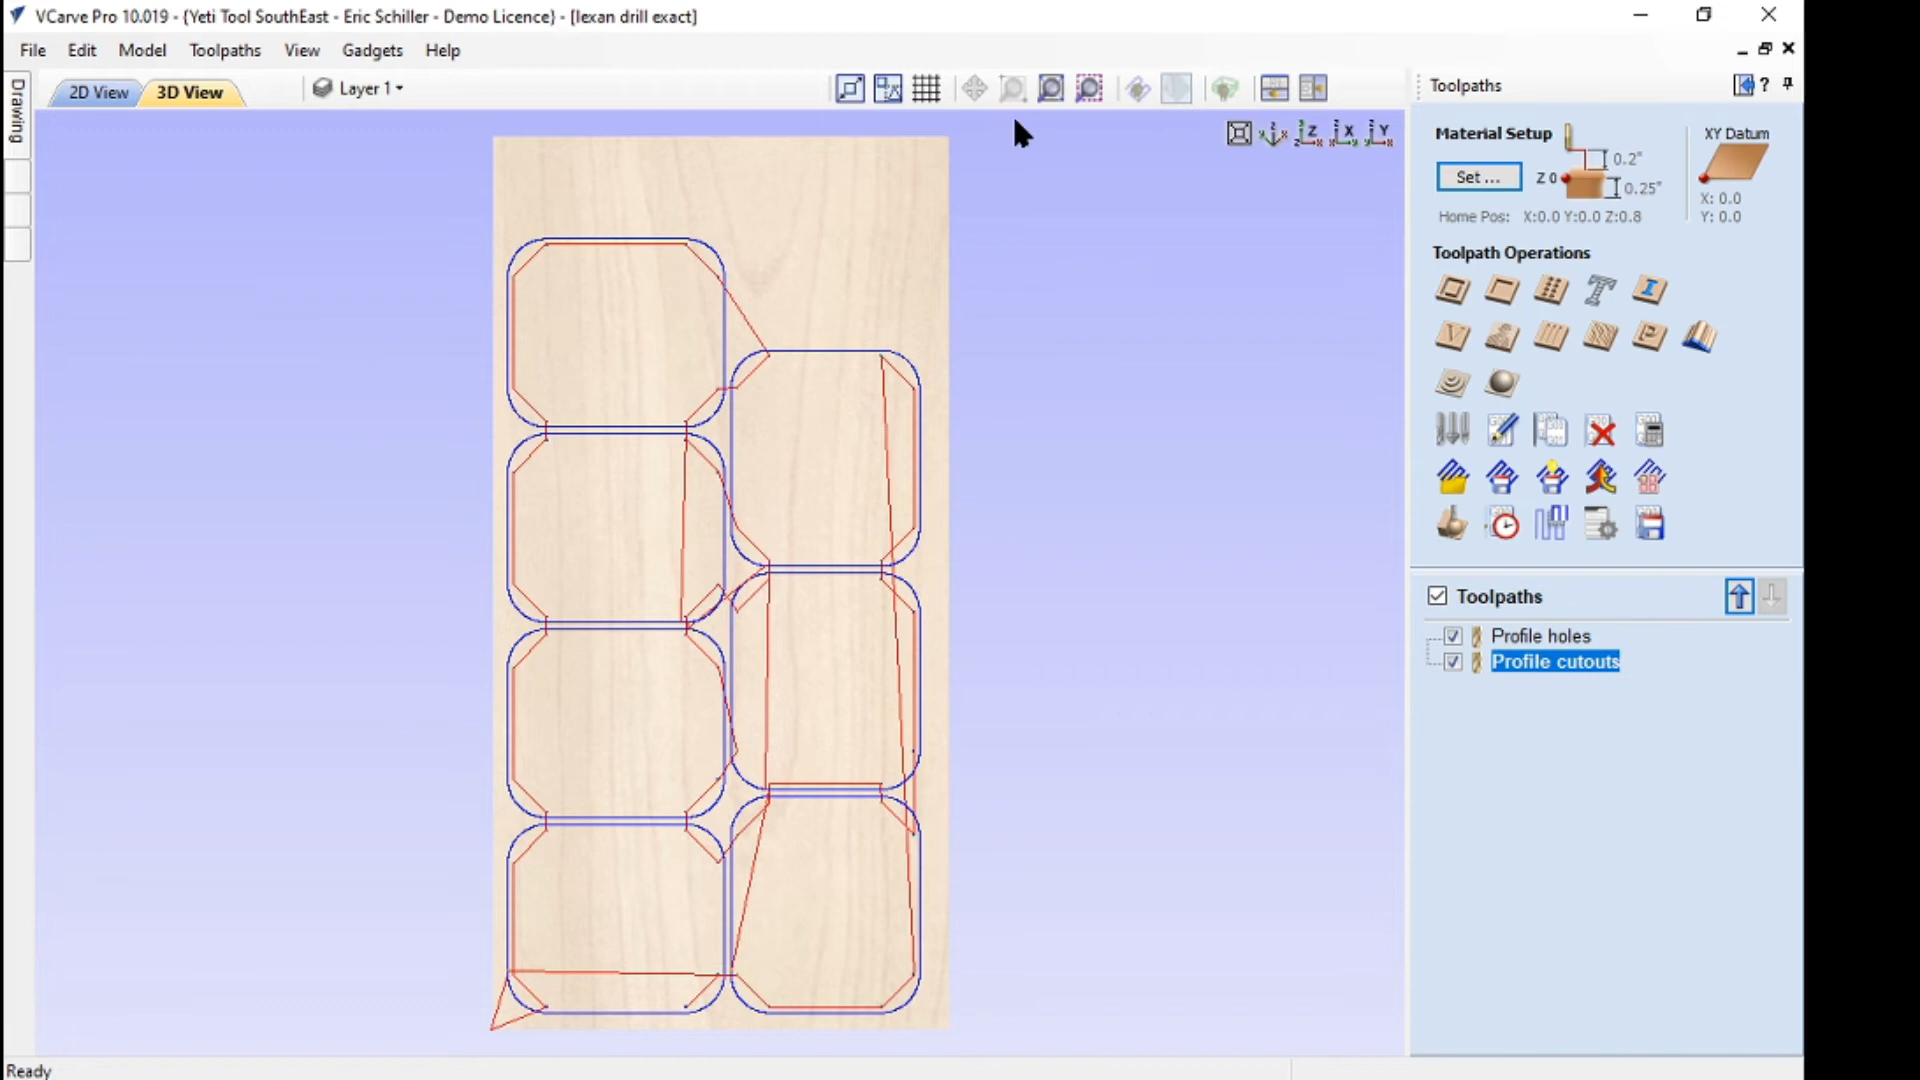 VCarve Pro 10.019 - {Yeti Tool SouthEast - Eric Schiller - Demo Licence} - [lexan drill exact]
File Edit Model Toolpaths View Gadgets Help
Drawing
2D View
3D View
Layer 1
Toolpaths
?
Z
X
Y
Material Setup
Set ...
Z 0
0.2"
0.25"
XY Datum
X: 0.0
Y: 0.0
Home Pos: X:0.0 Y:0.0 Z:0.8
Toolpath Operations
Toolpaths
Profile holes
Profile cutouts
Ready